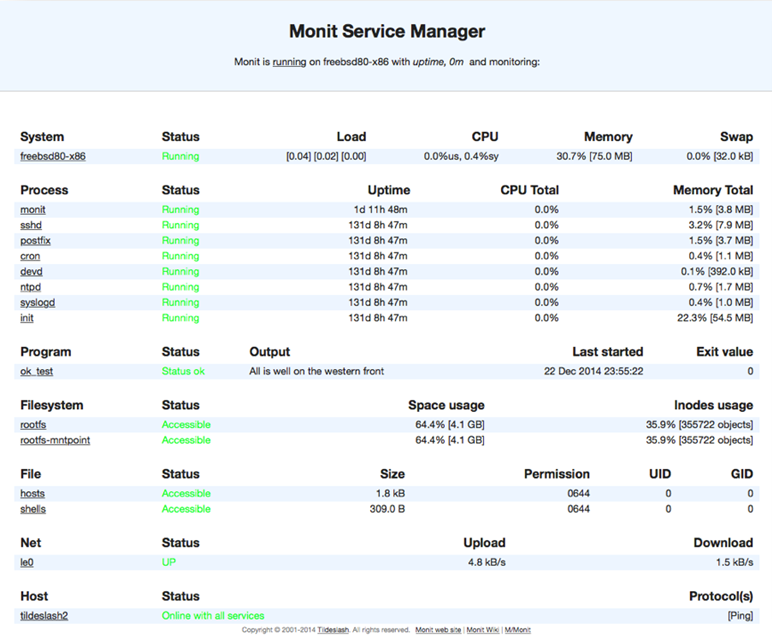 Monit Service Manager
Monit is running on freebsd80-x86 with uptime, 0m and monitoring:
System Status Load CPU Memory Swap
freebsd80-x86 Running [0.04] [0.02] [0.00] 0.0%us, 0.4%sy 30.7% [75.0 MB] 0.0% [32.0 kB]
Process Status Uptime CPU Total Memory Total
monit Running 1d 11h 48m 0.0% 1.5% [3.8 MB]
sshd Running 131d 8h 47m 0.0% 3.2% [7.9 MB]
postfix Running 131d 8h 47m 0.0% 1.5% [3.7 MB]
cron Running 131d 8h 47m 0.0% 0.4% [1.1 MB]
devd Running 131d 8h 47m 0.0% 0.1% [392.0 kB]
ntpd Running 131d 8h 47m 0.0% 0.7% [1.7 MB]
syslogd Running 131d 8h 47m 0.0% 0.4% [1.0 MB]
init Running 131d 8h 47m 0.0% 22.3% [54.5 MB]
Program Status Output Last started Exit value
ok_test Status ok All is well on the western front 22 Dec 2014 23:55:22 0
Filesystem Status Space usage Inodes usage
rootfs Accessible 64.4% [4.1 GB] 35.9% [355722 objects]
rootfs-mntpoint Accessible 64.4% [4.1 GB] 35.9% [355722 objects]
File Status Size Permission UID GID
hosts Accessible 1.8 kB 0644 0 0
shells Accessible 309.0 B 0644 0 0
Net Status Upload Download
le0 UP 4.8 kB/s 1.5 kB/s
Host Status Protocol(s)
tildeslash2 Online with all services [Ping]
Copyright © 2001-2014 Tildeslash. All rights reserved. Monit web site | Monit Wiki | M/Monit